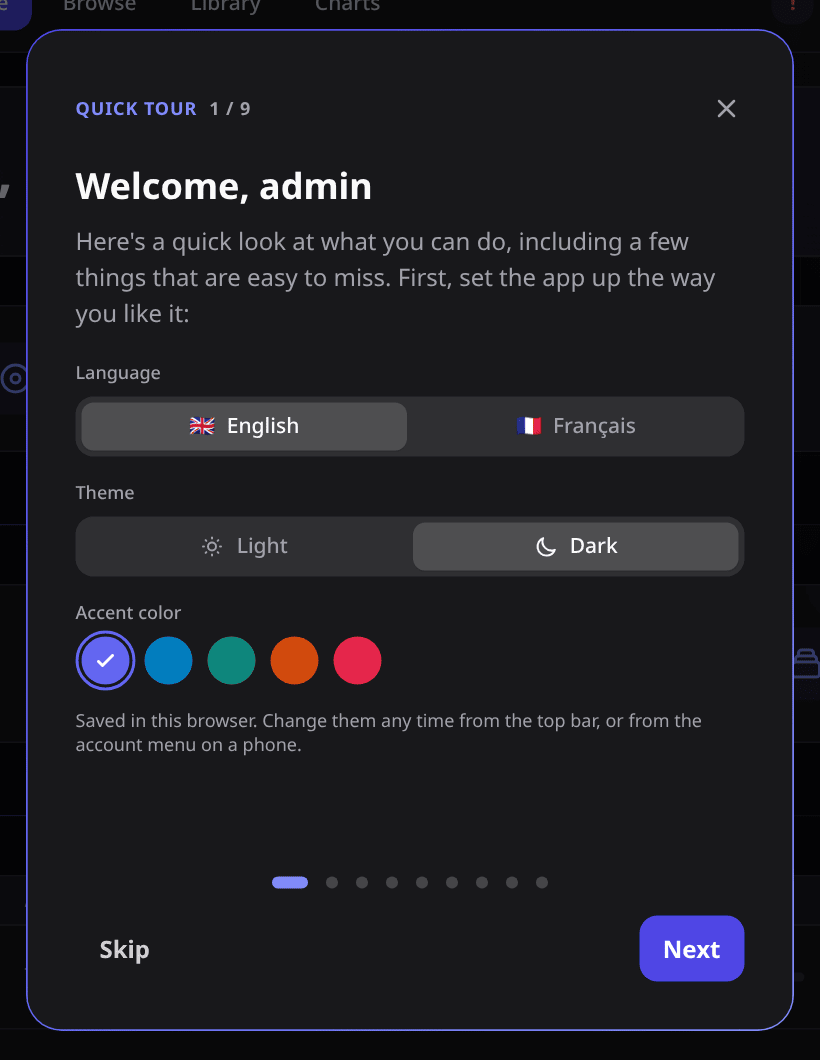 Browse Library Charts
QUICK TOUR 1 / 9
Welcome, admin
Here's a quick look at what you can do, including a few
things that are easy to miss. First, set the app up the way
you like it:
Language
English Français
Theme
Light Dark
Accent color
Saved in this browser. Change them any time from the top bar, or from the
account menu on a phone.
Skip Next